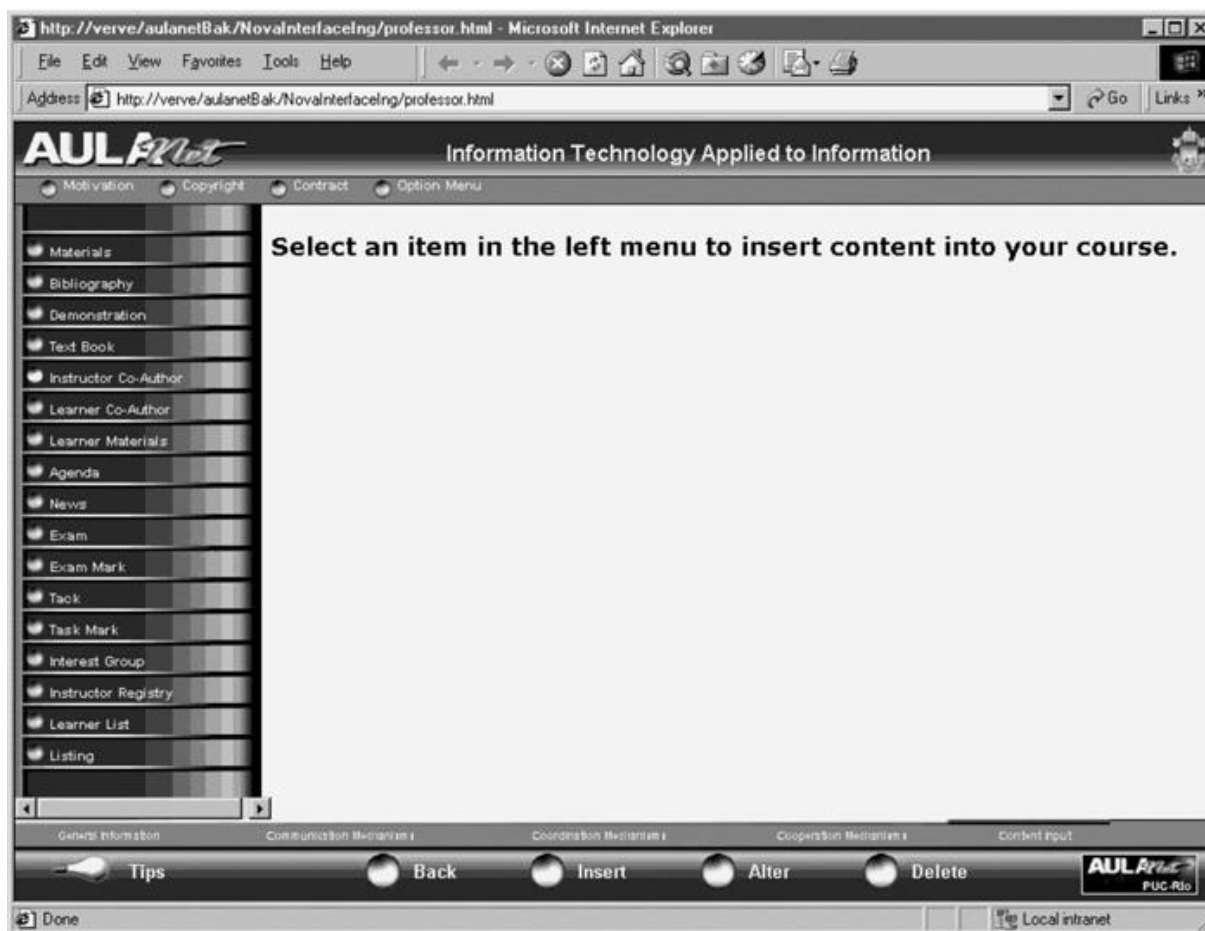 http://verve/aulanetBak/NovaInterfaceIng/professor.html - Microsoft Internet Explorer
File Edit View Favorites Tools Help
Address http://verve/aulanetBak/NovaInterfaceIng/professor.html Go Links »
AULANet Information Technology Applied to Information
Motivation Copyright Contract Option Menu
Select an item in the left menu to insert content into your course.
Materials
Bibliography
Demonstration
Text Book
Instructor Co-Author
Learner Co-Author
Learner Materials
Agenda
News
Exam
Exam Mark
Task
Task Mark
Interest Group
Instructor Registry
Learner List
Listing
General Information Communication Mechanisms Coordination Mechanisms Cooperation Mechanisms Content Input
Tips Back Insert Alter Delete AULANet
PUC-Rio
Done Local intranet